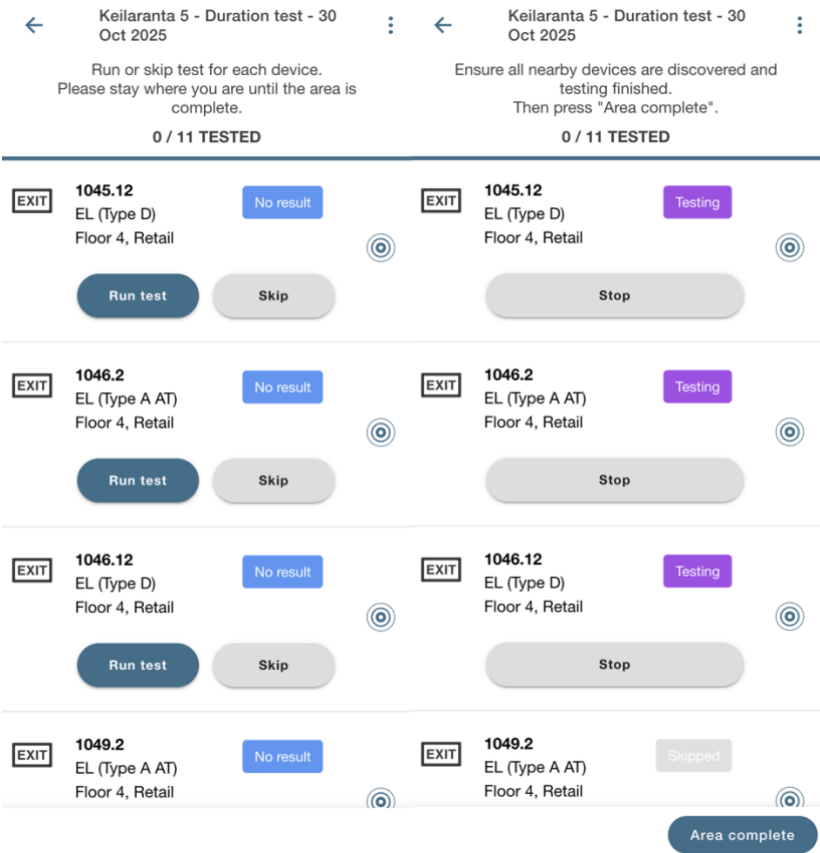 Keilaranta 5 - Duration test - 30
Oct 2025
Run or skip test for each device.
Please stay where you are until the area is
complete.
0 / 11 TESTED
EXIT
1045.12
No result
EL (Type D)
Floor 4, Retail
Run test
Skip
EXIT
1046.2
No result
EL (Type A AT)
Floor 4, Retail
Run test
Skip
EXIT
1046.12
No result
EL (Type D)
Floor 4, Retail
Run test
Skip
EXIT
1049.2
No result
EL (Type A AT)
Floor 4, Retail
Keilaranta 5 - Duration test - 30
Oct 2025
Ensure all nearby devices are discovered and
testing finished.
Then press "Area complete".
0 / 11 TESTED
EXIT
1045.12
Testing
EL (Type D)
Floor 4, Retail
Stop
EXIT
1046.2
Testing
EL (Type A AT)
Floor 4, Retail
Stop
EXIT
1046.12
Testing
EL (Type D)
Floor 4, Retail
Stop
EXIT
1049.2
Skipped
EL (Type A AT)
Floor 4, Retail
Area complete